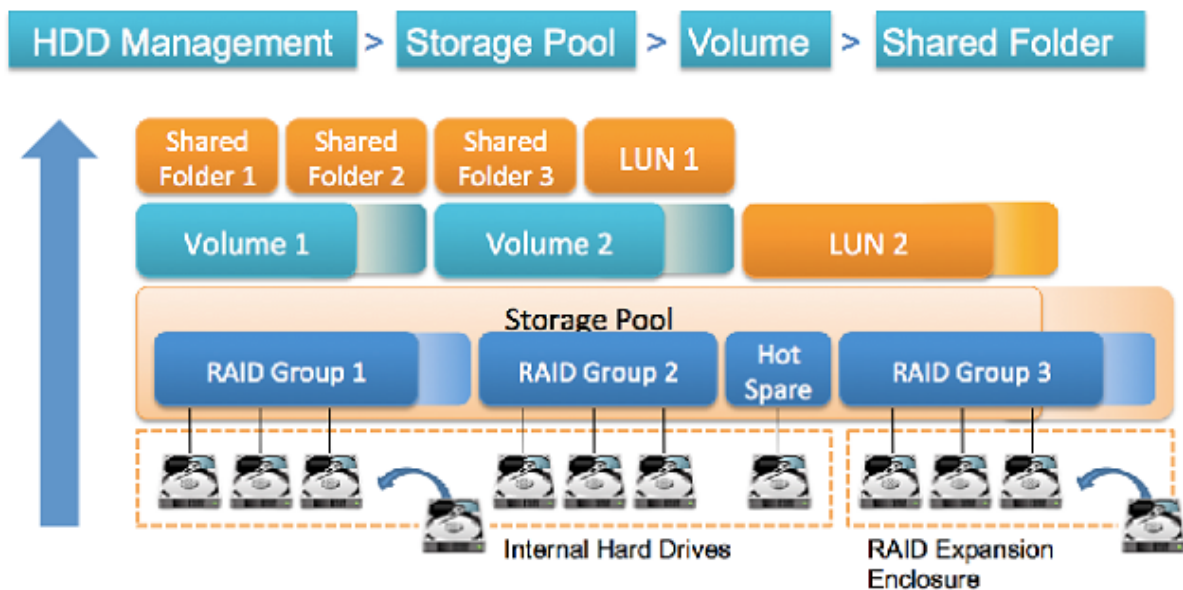 HDD Management > Storage Pool > Volume > Shared Folder
Shared
Folder 1
Shared
Folder 2
Shared
Folder 3
LUN 1
Volume 1
Volume 2
LUN 2
Storage Pool
RAID Group 1
RAID Group 2
Hot
Spare
RAID Group 3
Internal Hard Drives
RAID Expansion
Enclosure